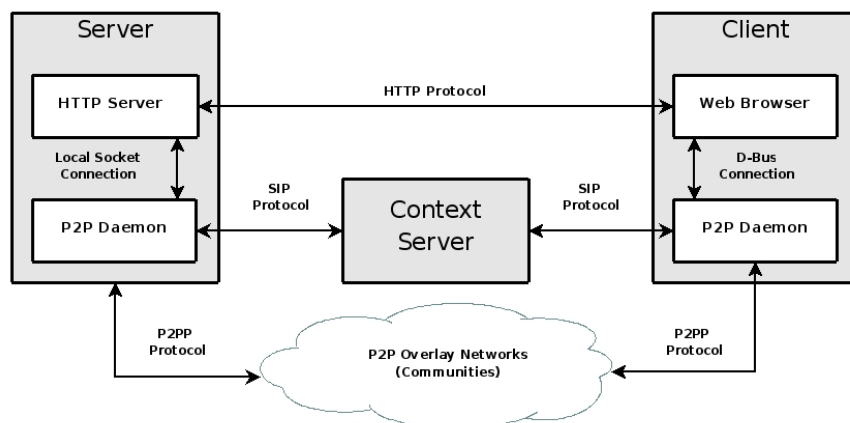 Server
Client
HTTP Server
HTTP Protocol
Web Browser
Local Socket
Connection
D-Bus
Connection
SIP
Protocol
SIP
Protocol
P2P Daemon
Context
Server
P2P Daemon
P2PP
Protocol
P2P Overlay Networks
(Communities)
P2PP
Protocol